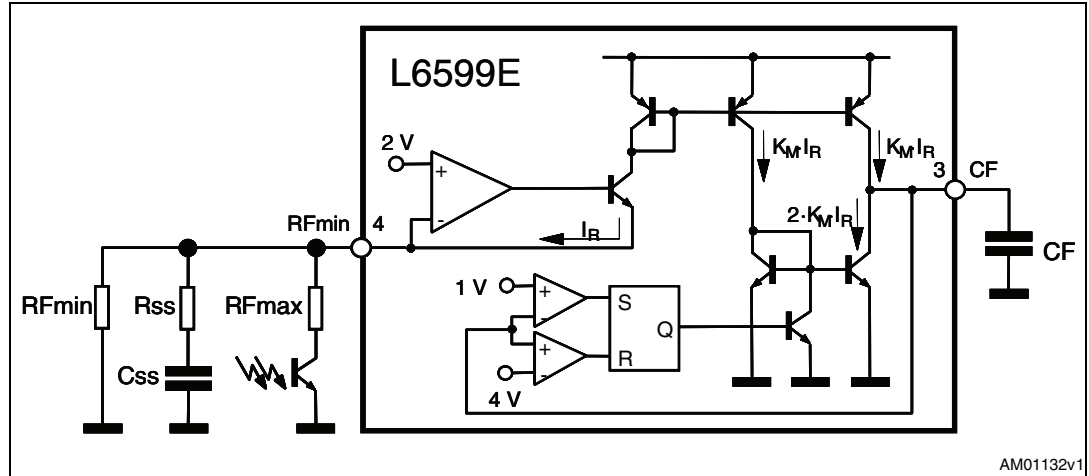 L6599E
2 V
+
-
K_M·I_R
K_M·I_R
3
CF
RFmin
4
I_R
2·K_M·I_R
CF
RFmin
Rss
RFmax
Css
1 V
+
-
S
Q
+
-
R
4 V
AM01132v1